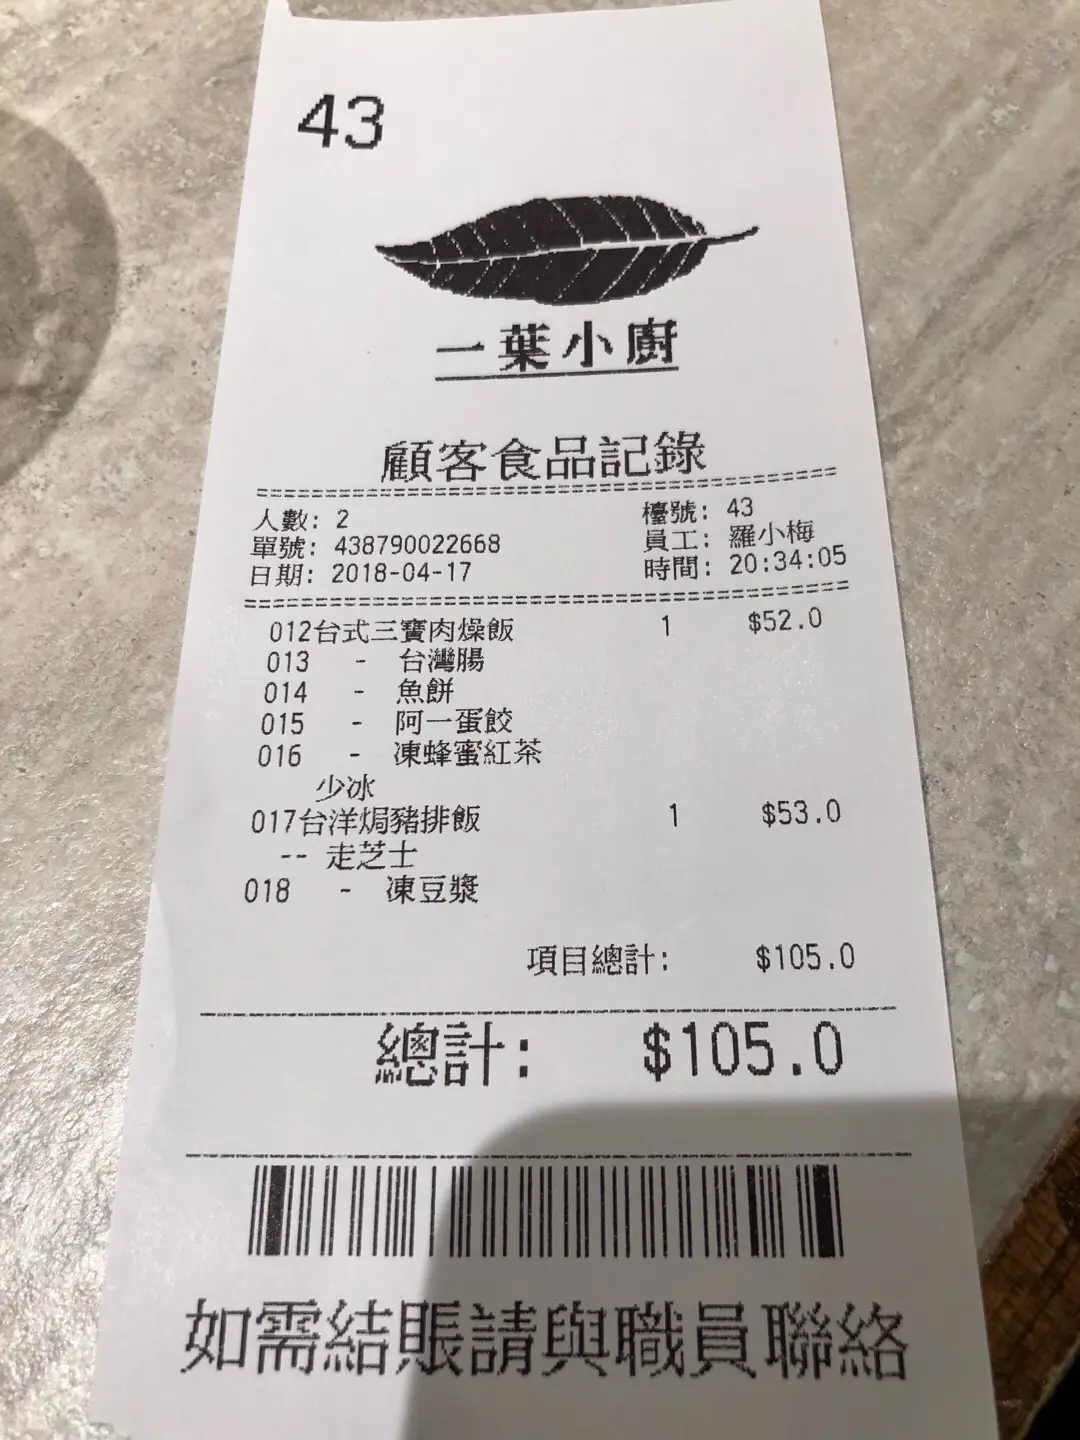 43
一葉小廚
顧客食品記錄
人數: 2 檯號: 43
單號: 438790022668 員工: 羅小梅
日期: 2018-04-17 時間: 20:34:05
012台式三寶肉燥飯 1 $52.0
013 - 台灣腸
014 - 魚餅
015 - 阿一蛋餃
016 - 凍蜂蜜紅茶
少冰
017台洋焗豬排飯 1 $53.0
-- 走芝士
018 - 凍豆漿
項目總計: $105.0
總計: $105.0
如需結賬請與職員聯絡